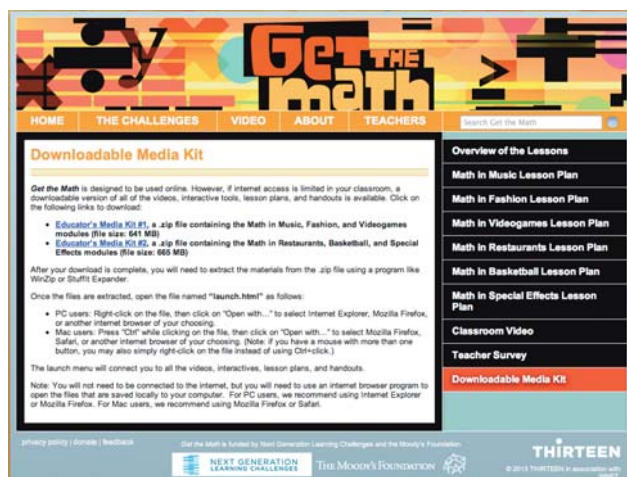 GET THE
math
HOME THE CHALLENGES VIDEO ABOUT TEACHERS
Search Get the Math
Downloadable Media Kit
Get the Math is designed to be used online. However, if internet access is limited in your classroom, a
downloadable version of all of the videos, interactive tools, lesson plans, and handouts is available. Click on
the following links to download:
• Educator's Media Kit #1, a .zip file containing the Math in Music, Fashion, and Videogames
modules (file size: 641 MB)
• Educator's Media Kit #2, a .zip file containing the Math in Restaurants, Basketball, and Special
Effects modules (file size: 665 MB)
After your download is complete, you will need to extract the materials from the .zip file using a program like
WinZip or StuffIt Expander.
Once the files are extracted, open the file named "launch.html" as follows:
• PC users: Right-click on the file, then click on "Open with..." to select Internet Explorer, Mozilla Firefox,
or another internet browser of your choosing.
• Mac users: Press "Ctrl" while clicking on the file, then click on "Open with..." to select Mozilla Firefox,
Safari, or another internet browser of your choosing. (Note: if you have a mouse with more than one
button, you may also simply right-click on the file instead of using Ctrl+click.)
The launch menu will connect you to all the videos, interactives, lesson plans, and handouts.
Note: You will not need to be connected to the internet, but you will need to use an internet browser program to
open the files that are saved locally to your computer. For PC users, we recommend using Internet Explorer
or Mozilla Firefox. For Mac users, we recommend using Mozilla Firefox or Safari.
Overview of the Lessons
Math in Music Lesson Plan
Math in Fashion Lesson Plan
Math in Videogames Lesson Plan
Math in Restaurants Lesson Plan
Math in Basketball Lesson Plan
Math in Special Effects Lesson
Plan
Classroom Video
Teacher Survey
Downloadable Media Kit
privacy policy | donate | feedback
Get the Math is funded by Next Generation Learning Challenges and the Moody's Foundation
NEXT GENERATION
LEARNING CHALLENGES
THE MOODY'S FOUNDATION
THIRTEEN
© 2013 THIRTEEN in association with